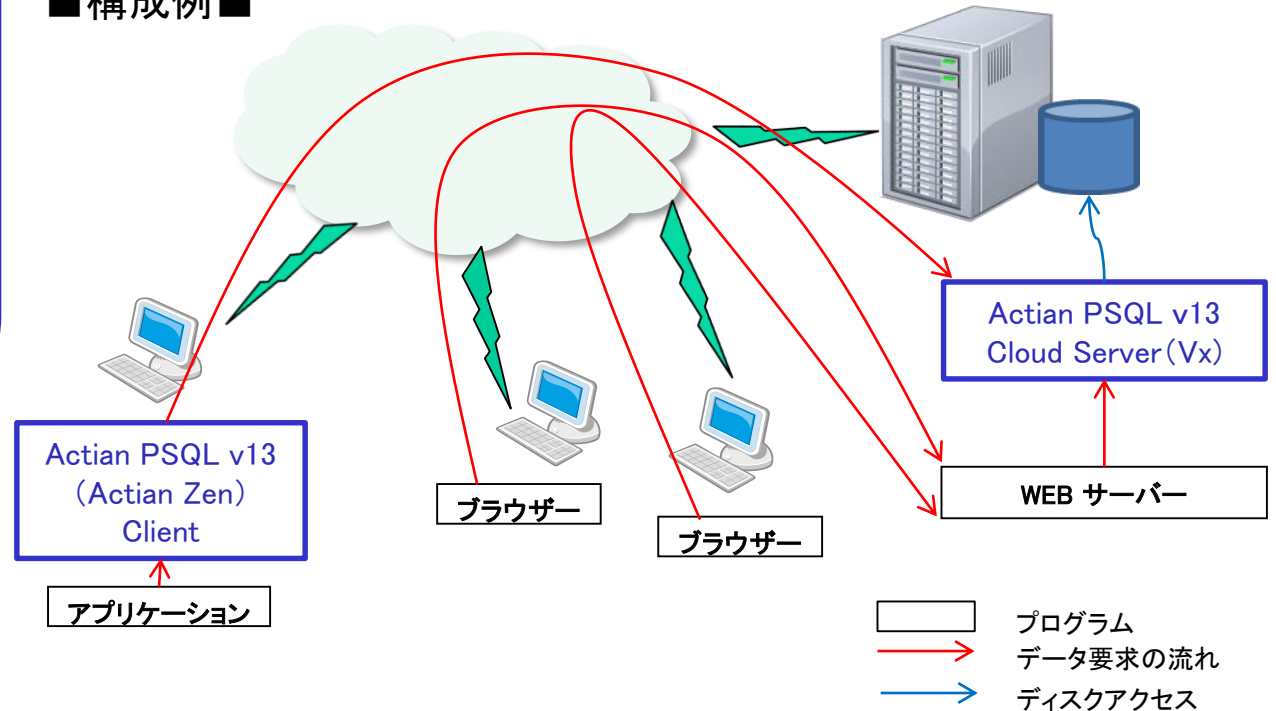 ■構成例■
Actian PSQL v13
Cloud Server(Vx)
Actian PSQL v13
(Actian Zen)
Client
ブラウザー
ブラウザー
WEB サーバー
アプリケーション
プログラム
データ要求の流れ
ディスクアクセス